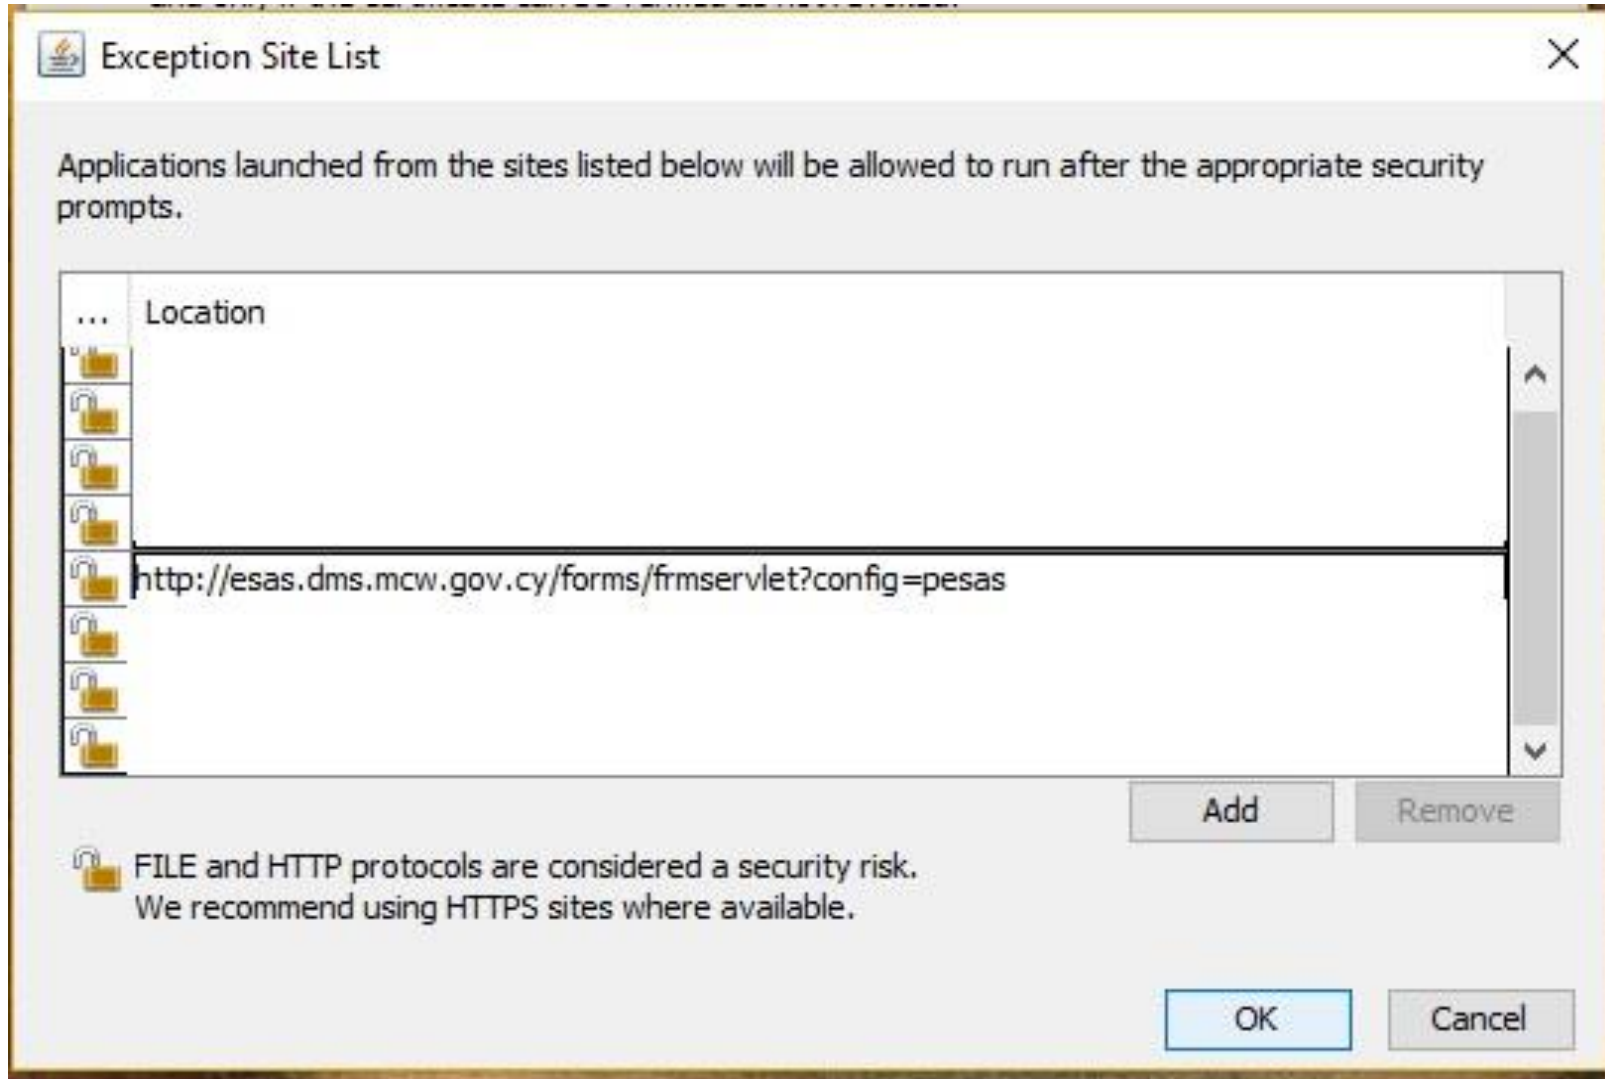 Exception Site List
Applications launched from the sites listed below will be allowed to run after the appropriate security
prompts.
... Location
http://esas.dms.mcw.gov.cy/forms/frmservlet?config=pesas
Add Remove
FILE and HTTP protocols are considered a security risk.
We recommend using HTTPS sites where available.
OK Cancel